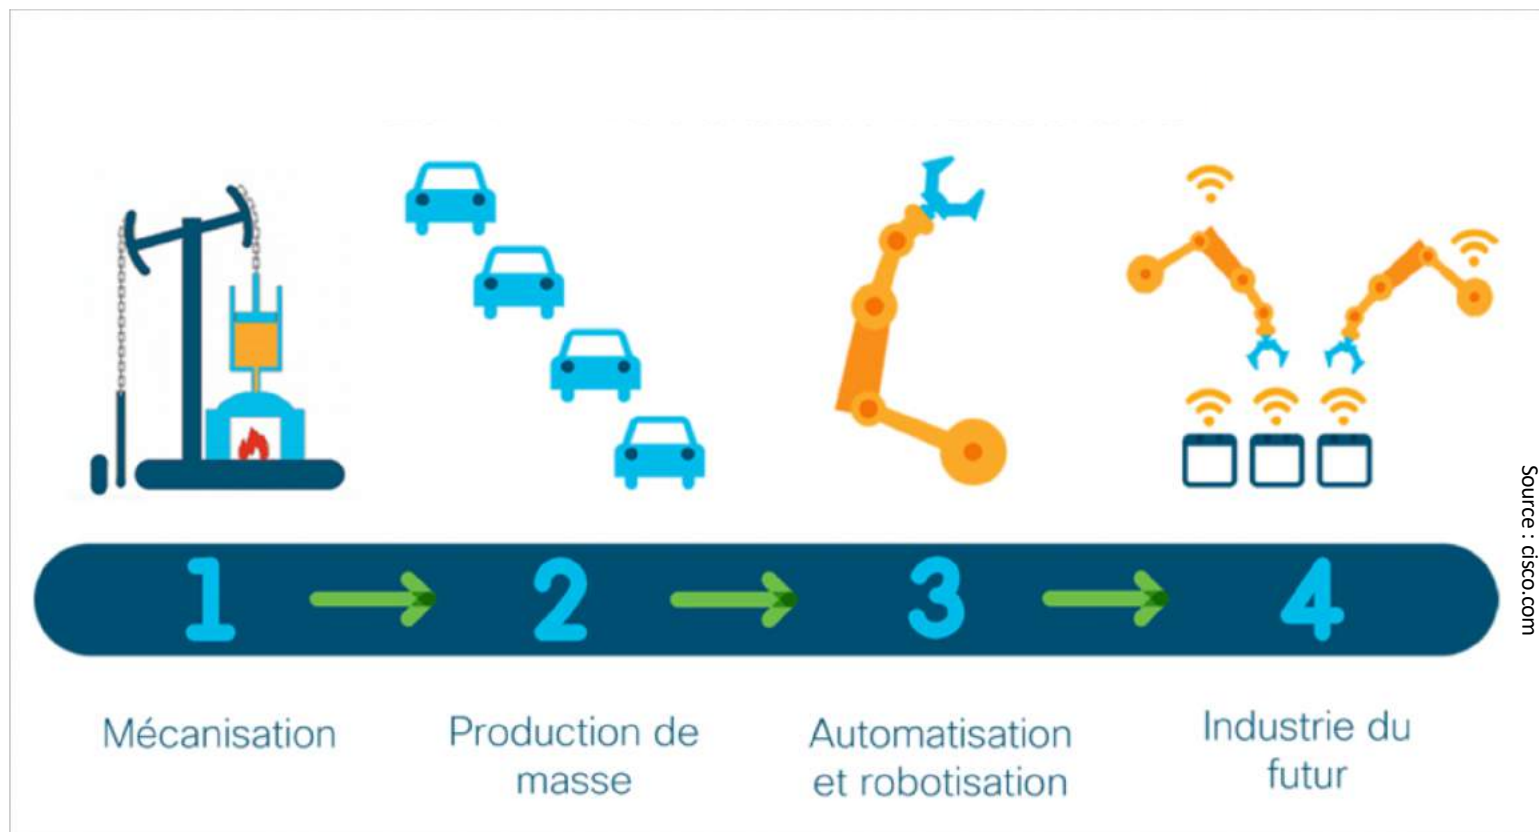 1
2
3
4
Mécanisation
Production de
masse
Automatisation
et robotisation
Industrie du
futur
Source : cisco.com